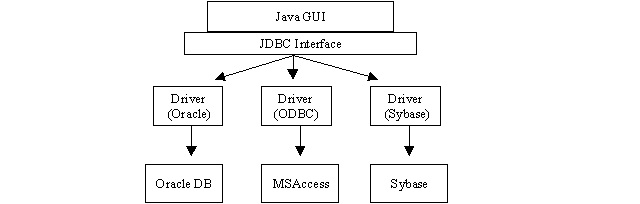 Java GUI
JDBC Interface
Driver
(Oracle)
Driver
(ODBC)
Driver
(Sybase)
Oracle DB
MSAccess
Sybase